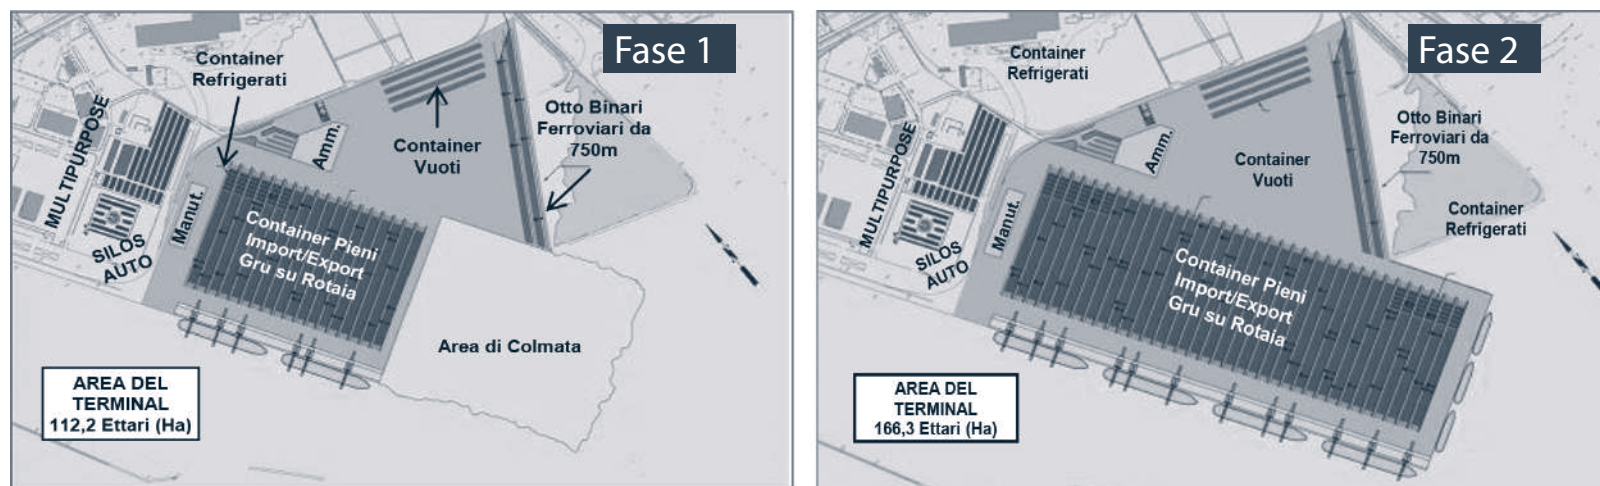 Fase 1
Container
Refrigerati
Otto Binari
Ferroviari da
750m
MULTIPURPOSE
Amm.
Container
Vuoti
Manut.
SILOS
AUTO
Container Pieni
Import/Export
Gru su Rotaia
Area di Colmata
AREA DEL
TERMINAL
112,2 Ettari (Ha)
Fase 2
Container
Refrigerati
Otto Binari
Ferroviari da
750m
MULTIPURPOSE
Amm.
Container
Vuoti
Container
Refrigerati
Manut.
SILOS
AUTO
Container Pieni
Import/Export
Gru su Rotaia
AREA DEL
TERMINAL
166,3 Ettari (Ha)